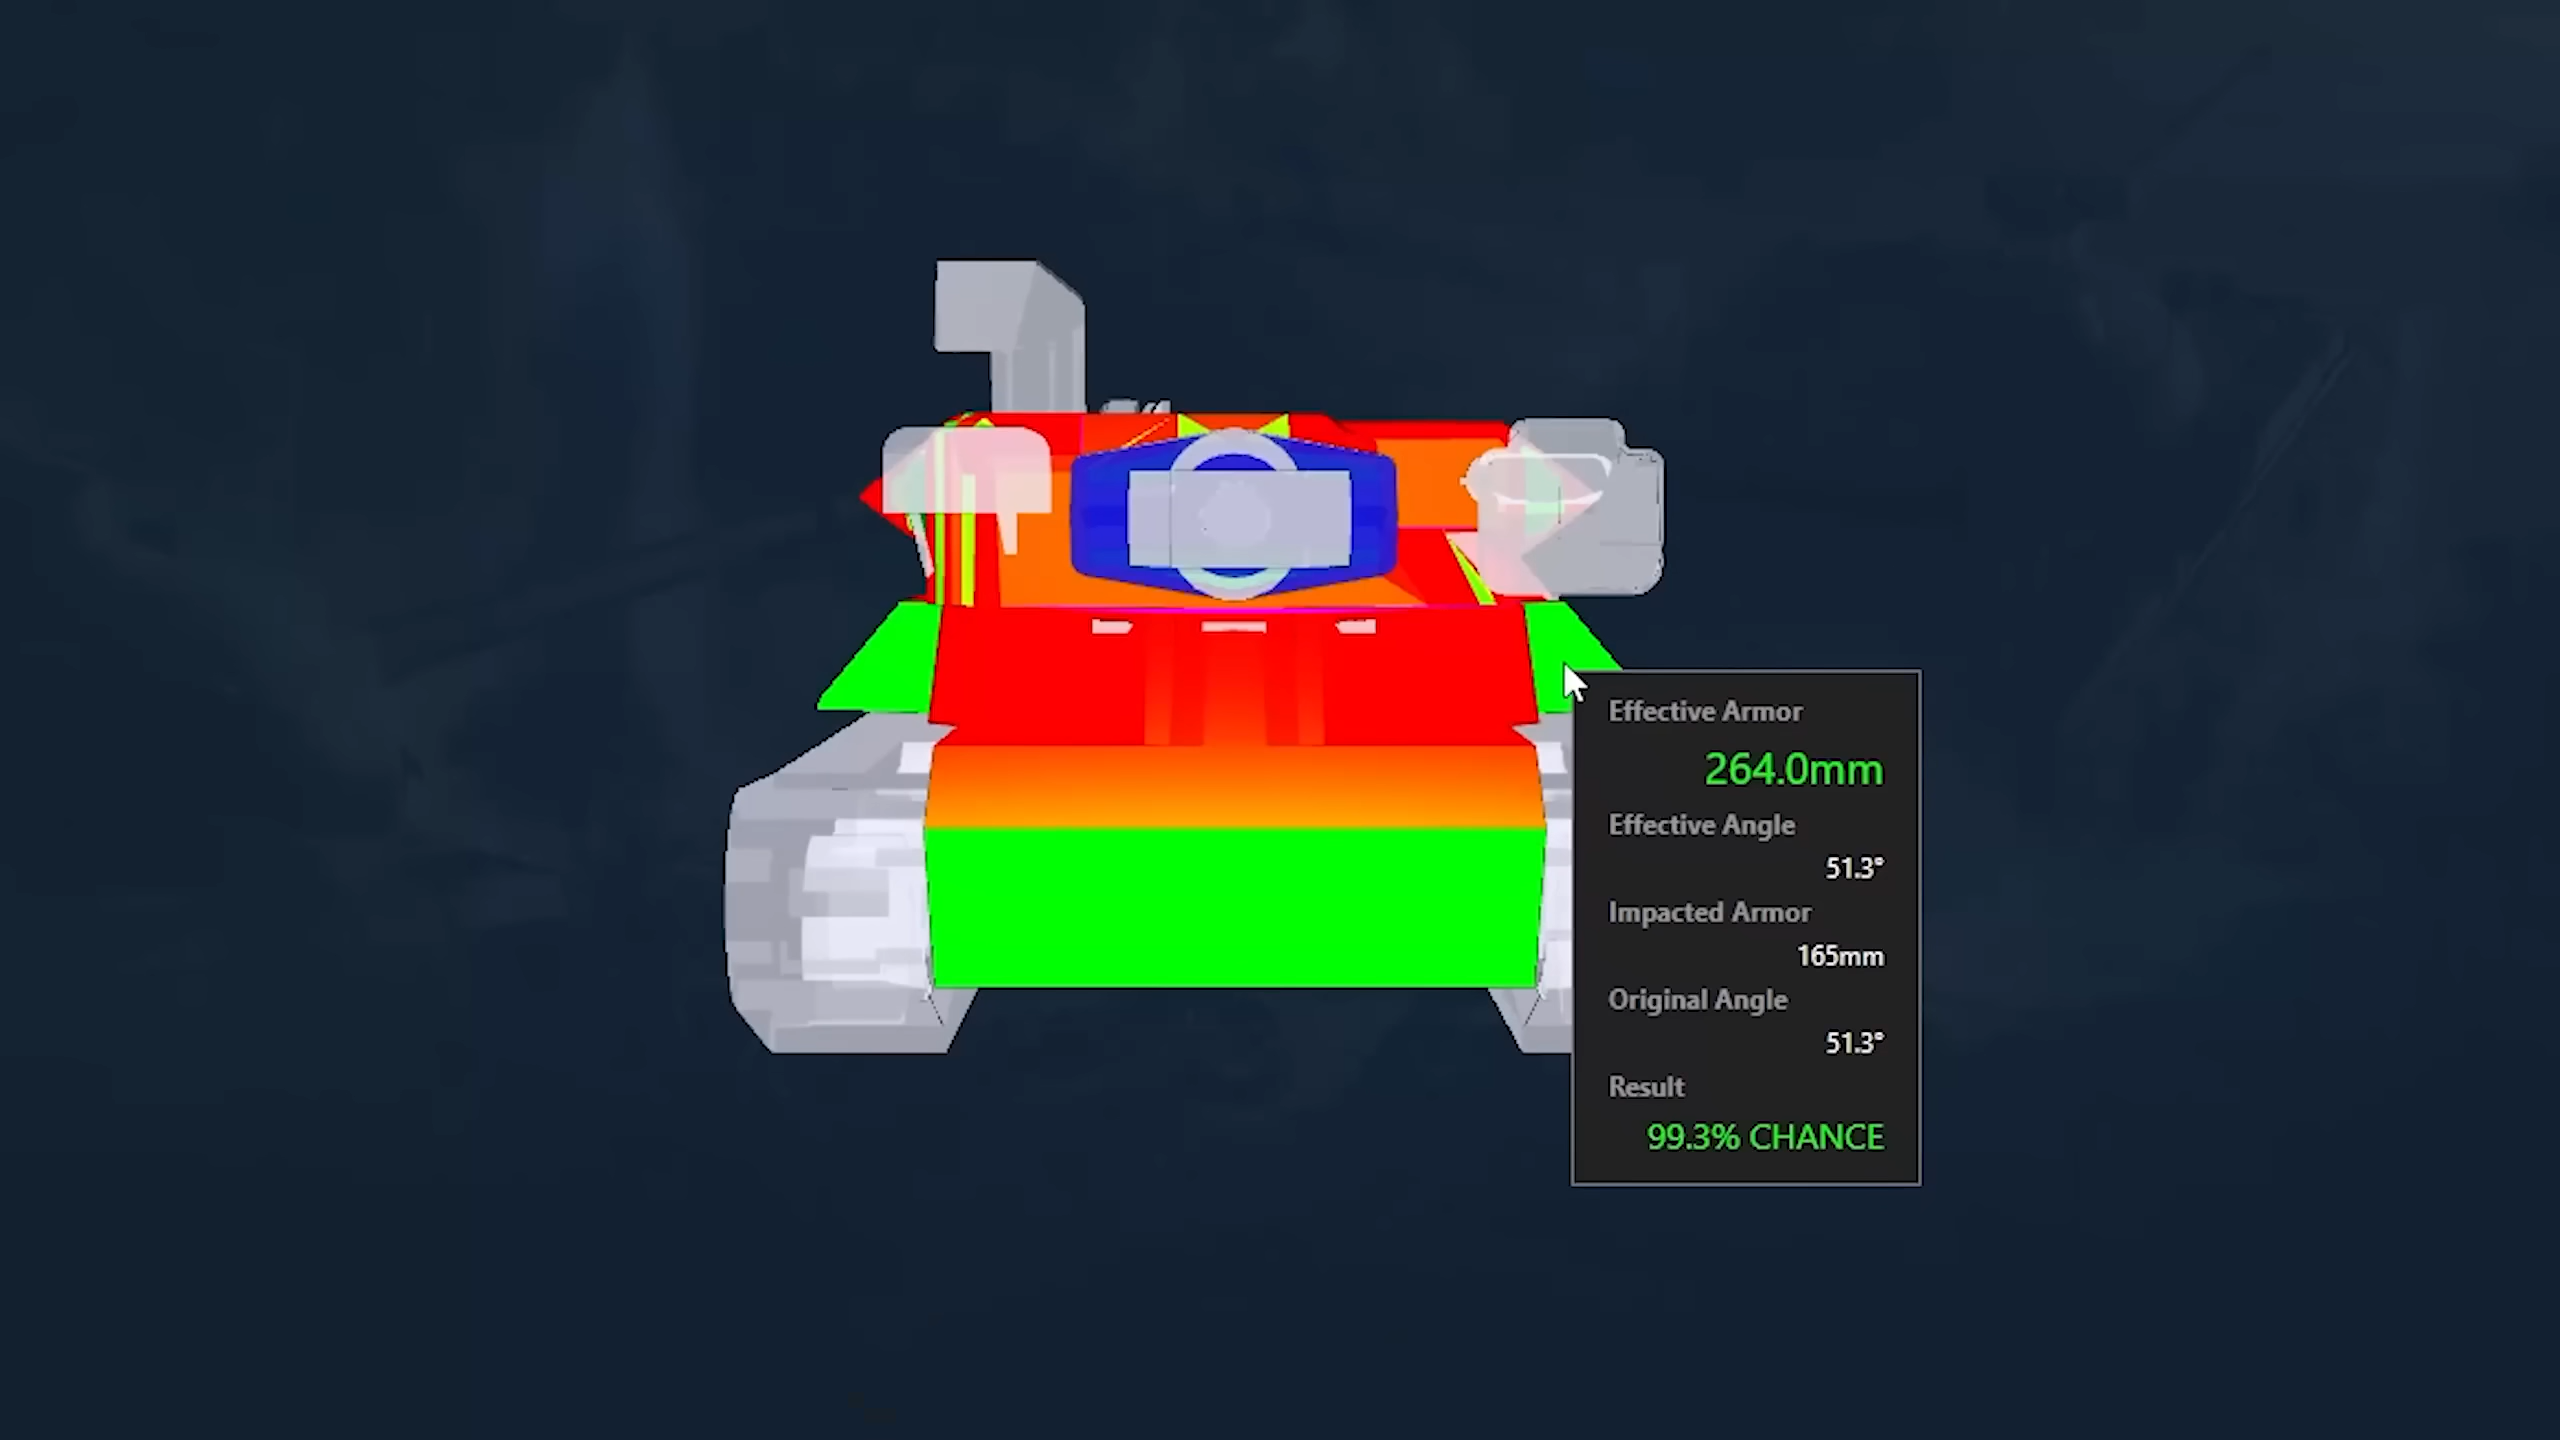 Effective Armor
264.0mm
Effective Angle
51.3°
Impacted Armor
165mm
Original Angle
51.3°
Result
99.3% CHANCE